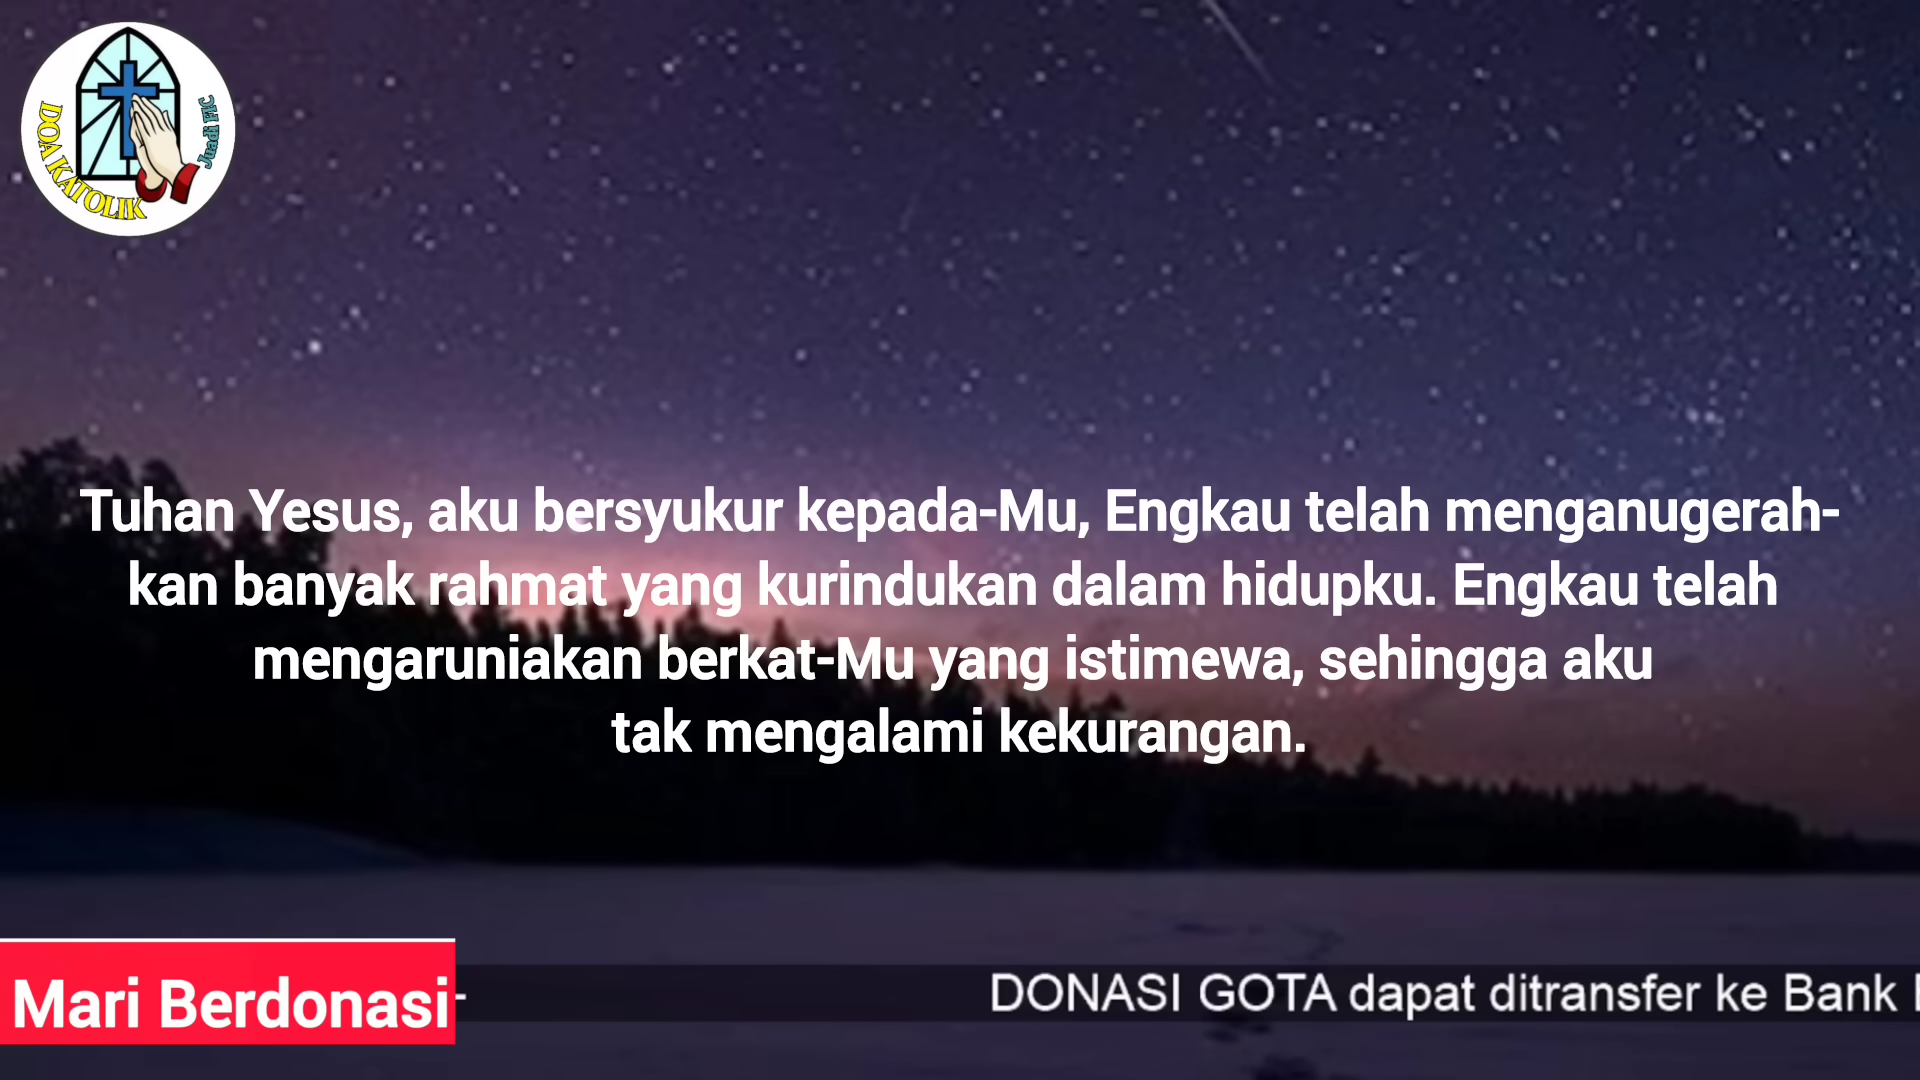 DOA KATOLIK
Juadi FIC
Tuhan Yesus, aku bersyukur kepada-Mu, Engkau telah menganugerah-
kan banyak rahmat yang kurindukan dalam hidupku. Engkau telah
mengaruniakan berkat-Mu yang istimewa, sehingga aku
tak mengalami kekurangan.
Mari Berdonasi
- DONASI GOTA dapat ditransfer ke Bank